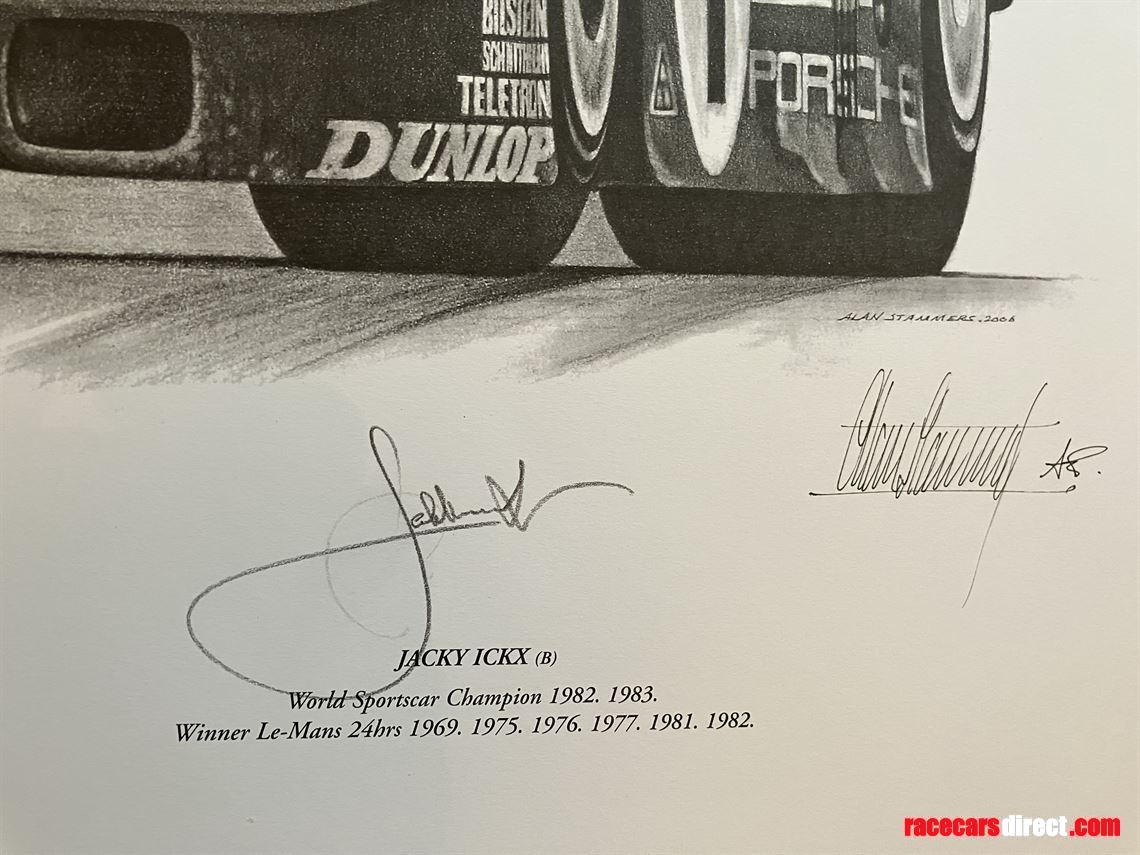 BILSTEIN
TELETRON
DUNLOP
PORSCHE
ALAN STAMMERS. 2006
A.P.
JACKY ICKX (B)
World Sportscar Champion 1982. 1983.
Winner Le-Mans 24hrs 1969. 1975. 1976. 1977. 1981. 1982.
racecarsdirect.com